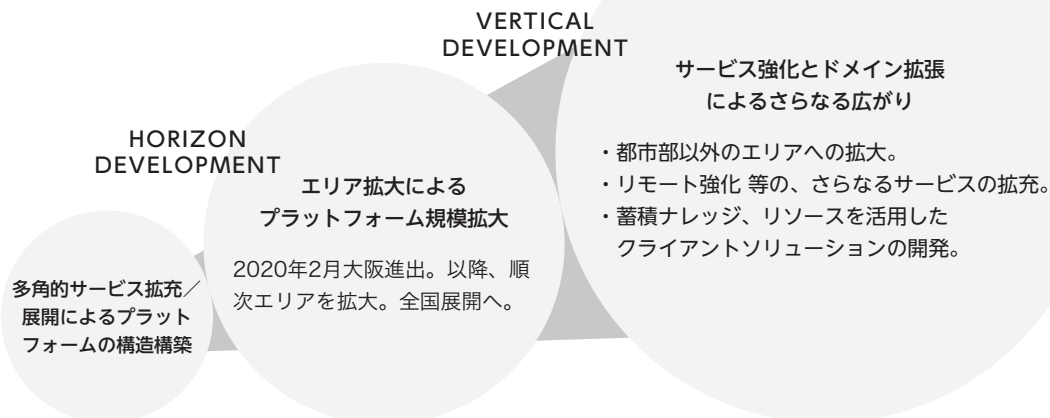 VERTICAL
DEVELOPMENT
サービス強化とドメイン拡張
によるさらなる広がり
・都市部以外のエリアへの拡大。
・リモート強化 等の、さらなるサービスの拡充。
・蓄積ナレッジ、リソースを活用した
クライアントソリューションの開発。
HORIZON
DEVELOPMENT
エリア拡大による
プラットフォーム規模拡大
2020年2月大阪進出。以降、順
次エリアを拡大。全国展開へ。
多角的サービス拡充／
展開によるプラット
フォームの構造構築